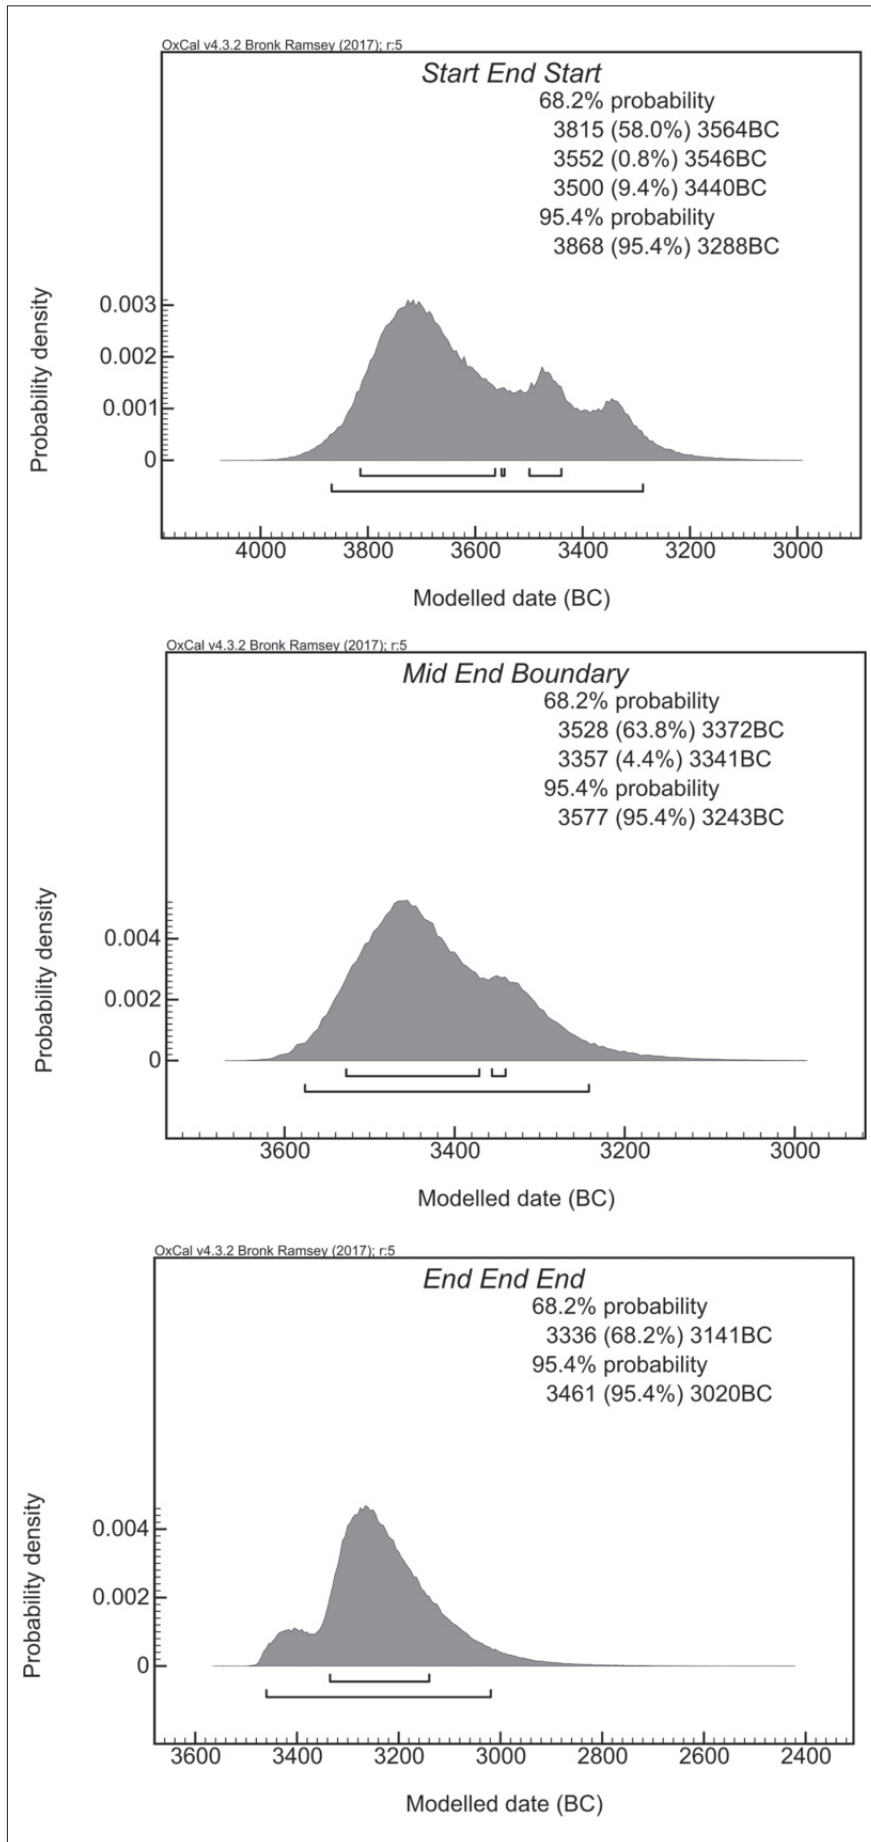 OxCal v4.3.2 Bronk Ramsey (2017); r:5
Start End Start
68.2% probability
3815 (58.0%) 3564BC
3552 (0.8%) 3546BC
3500 (9.4%) 3440BC
95.4% probability
3868 (95.4%) 3288BC
Probability density
0.003
0.002
0.001
0
4000 3800 3600 3400 3200 3000
Modelled date (BC)
OxCal v4.3.2 Bronk Ramsey (2017); r:5
Mid End Boundary
68.2% probability
3528 (63.8%) 3372BC
3357 (4.4%) 3341BC
95.4% probability
3577 (95.4%) 3243BC
Probability density
0.004
0.002
0
3600 3400 3200 3000
Modelled date (BC)
OxCal v4.3.2 Bronk Ramsey (2017); r:5
End End End
68.2% probability
3336 (68.2%) 3141BC
95.4% probability
3461 (95.4%) 3020BC
Probability density
0.004
0.002
0
3600 3400 3200 3000 2800 2600 2400
Modelled date (BC)